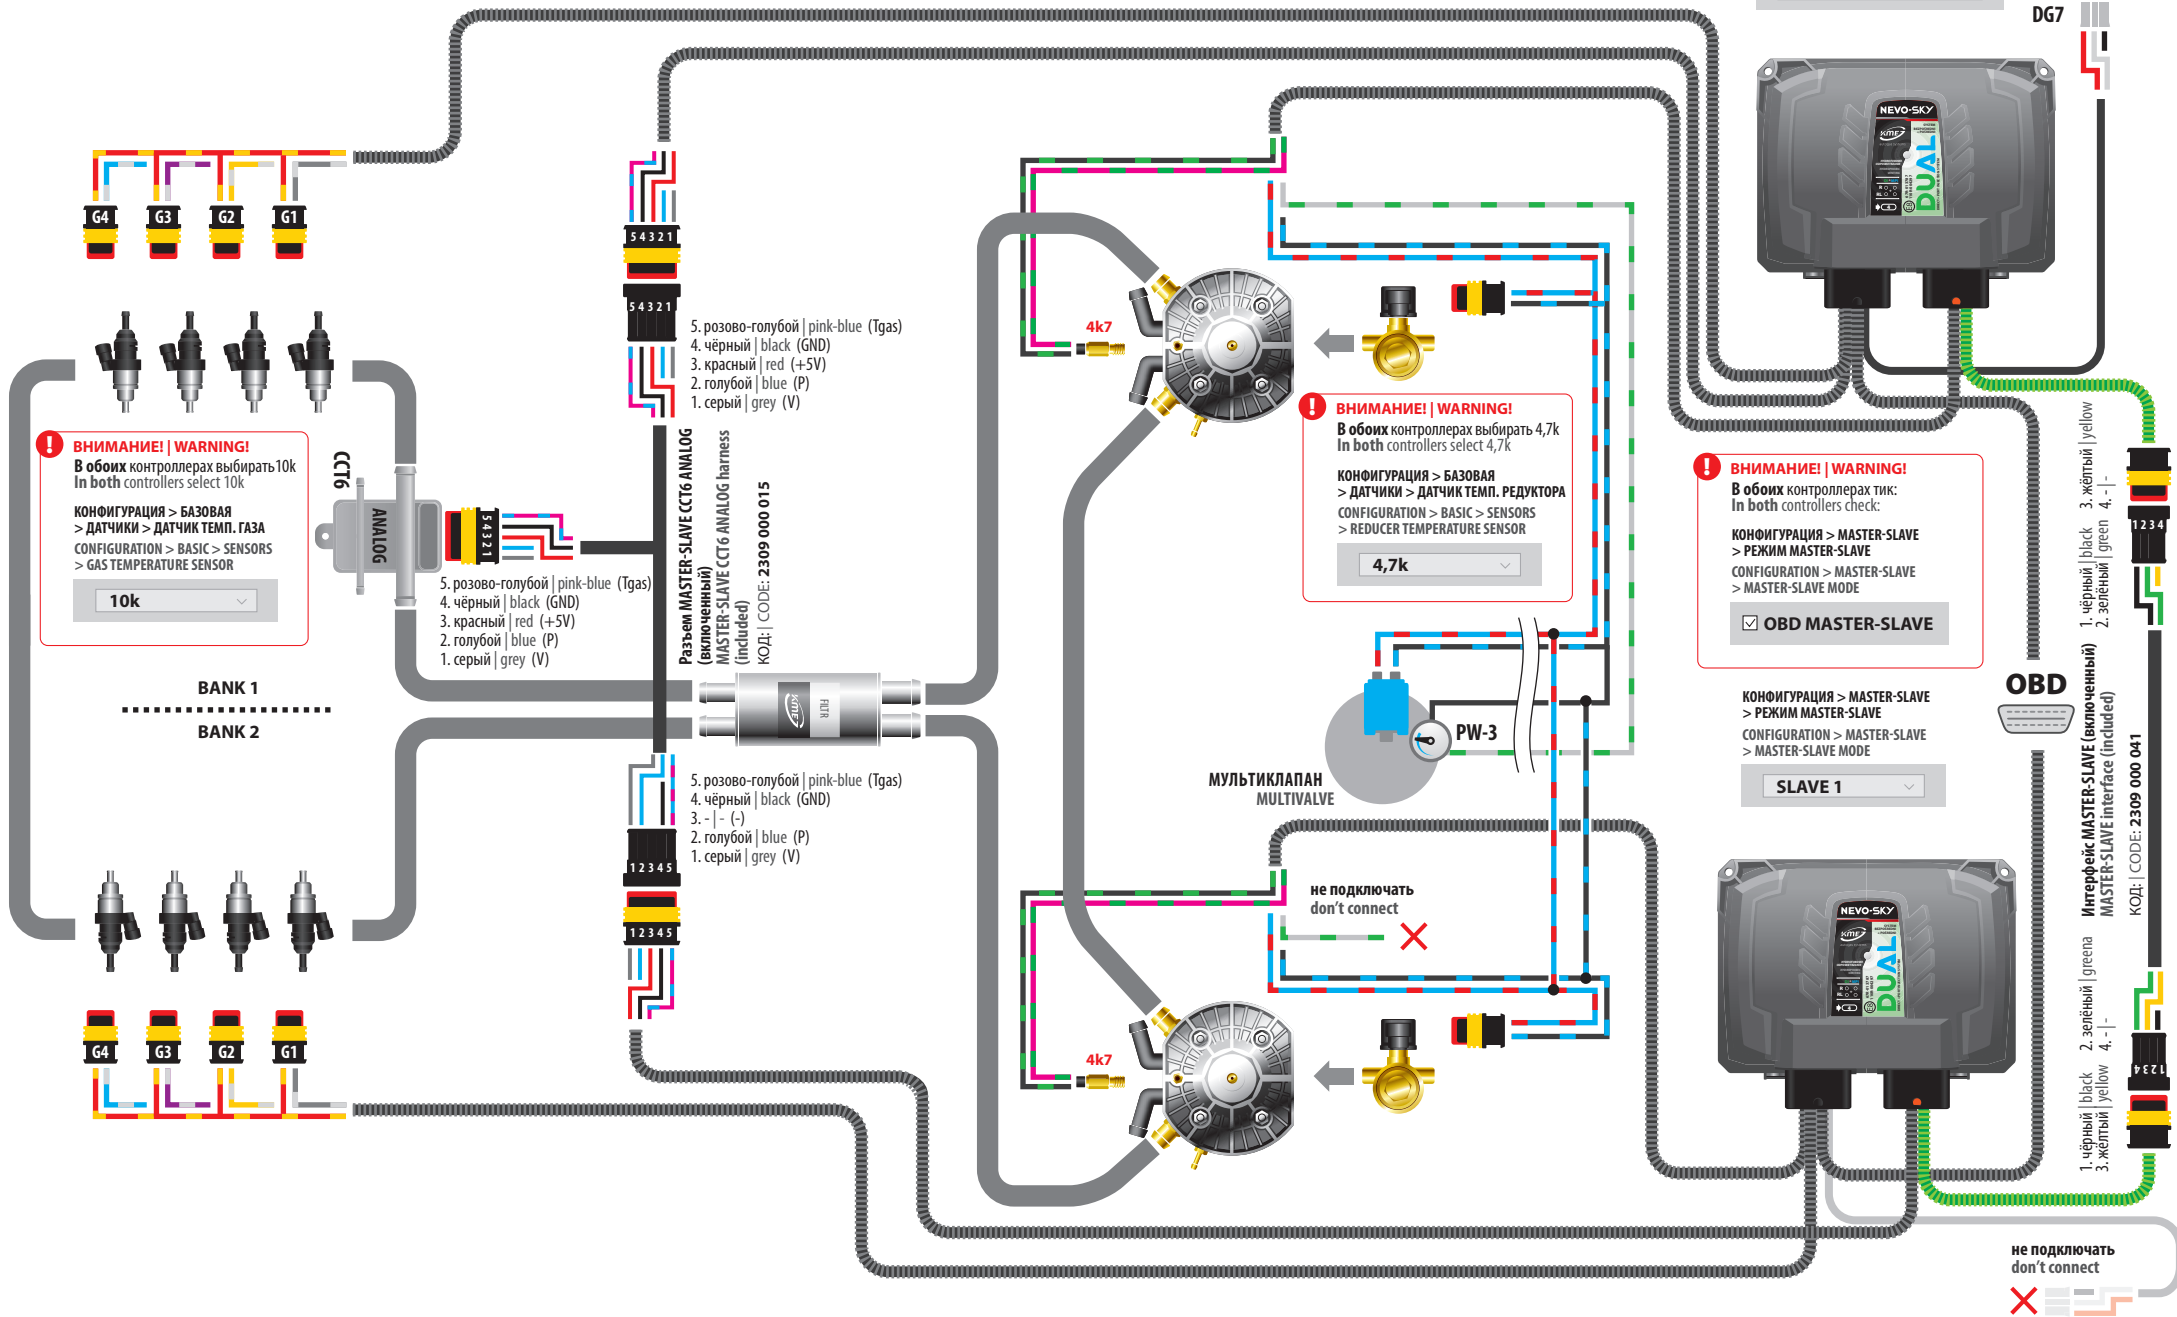 DG7
NEVO-SKY
KME
DUAL
G4
G3
G2
G1
5 4 3 2 1
5 4 3 2 1
5. розово-голубой | pink-blue (Tgas)
4. чёрный | black (GND)
3. красный | red (+5V)
2. голубой | blue (P)
1. серый | grey (V)
4k7
ВНИМАНИЕ! | WARNING!
В обоих контроллерах выбирать10k
In both controllers select 10k
КОНФИГУРАЦИЯ > БАЗОВАЯ
> ДАТЧИКИ > ДАТЧИК ТЕМП. ГАЗА
CONFIGURATION > BASIC > SENSORS
> GAS TEMPERATURE SENSOR
10k
CCT6
ANALOG
5 4 3 2 1
5. розово-голубой | pink-blue (Tgas)
4. чёрный | black (GND)
3. красный | red (+5V)
2. голубой | blue (P)
1. серый | grey (V)
Разъем MASTER-SLAVE CCT6 ANALOG
(включенный)
MASTER-SLAVE CCT6 ANALOG harness
(included)
КОД: | CODE: 2309 000 015
ВНИМАНИЕ! | WARNING!
В обоих контроллерах выбирать 4,7k
In both controllers select 4,7k
КОНФИГУРАЦИЯ > БАЗОВАЯ
> ДАТЧИКИ > ДАТЧИК ТЕМП. РЕДУКТОРА
CONFIGURATION > BASIC > SENSORS
> REDUCER TEMPERATURE SENSOR
4,7k
ВНИМАНИЕ! | WARNING!
В обоих контроллерах тик:
In both controllers check:
КОНФИГУРАЦИЯ > MASTER-SLAVE
> РЕЖИМ MASTER-SLAVE
CONFIGURATION > MASTER-SLAVE
> MASTER-SLAVE MODE
OBD MASTER-SLAVE
1. чёрный | black 3. жёлтый | yellow
2. зелёный | green 4. - | -
1 2 3 4
BANK 1
BANK 2
KME
FILTR
PW-3
МУЛЬТИКЛАПАН
MULTIVALVE
КОНФИГУРАЦИЯ > MASTER-SLAVE
> РЕЖИМ MASTER-SLAVE
CONFIGURATION > MASTER-SLAVE
> MASTER-SLAVE MODE
SLAVE 1
OBD
Интерфейс MASTER-SLAVE (включенный)
MASTER-SLAVE interface (included)
КОД: | CODE: 2309 000 041
5. розово-голубой | pink-blue (Tgas)
4. чёрный | black (GND)
3. - | - (-)
2. голубой | blue (P)
1. серый | grey (V)
1 2 3 4 5
1 2 3 4 5
не подключать
don't connect
NEVO-SKY
KME
DUAL
G4
G3
G2
G1
4k7
1. чёрный | black 2. зелёный | greena
3. жёлтый | yellow 4. - | -
1 2 3 4
не подключать
don't connect